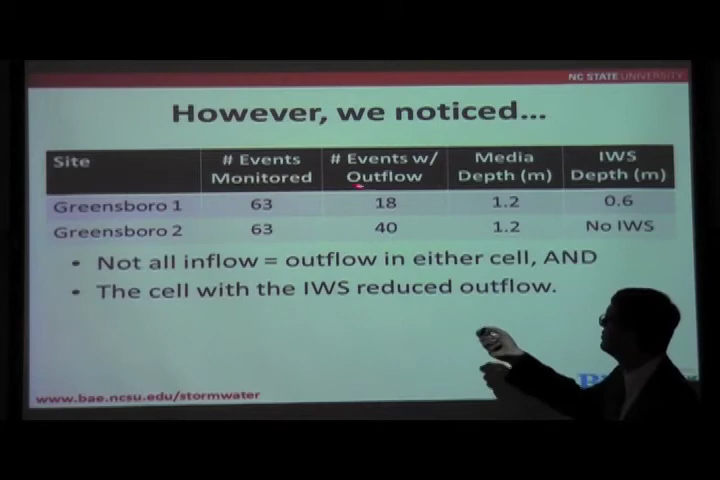 NC STATE UNIVERSITY
However, we noticed...
Site # Events Monitored # Events w/ Outflow Media Depth (m) IWS Depth (m)
Greensboro 1 63 18 1.2 0.6
Greensboro 2 63 40 1.2 No IWS
• Not all inflow = outflow in either cell, AND
• The cell with the IWS reduced outflow.
www.bae.ncsu.edu/stormwater